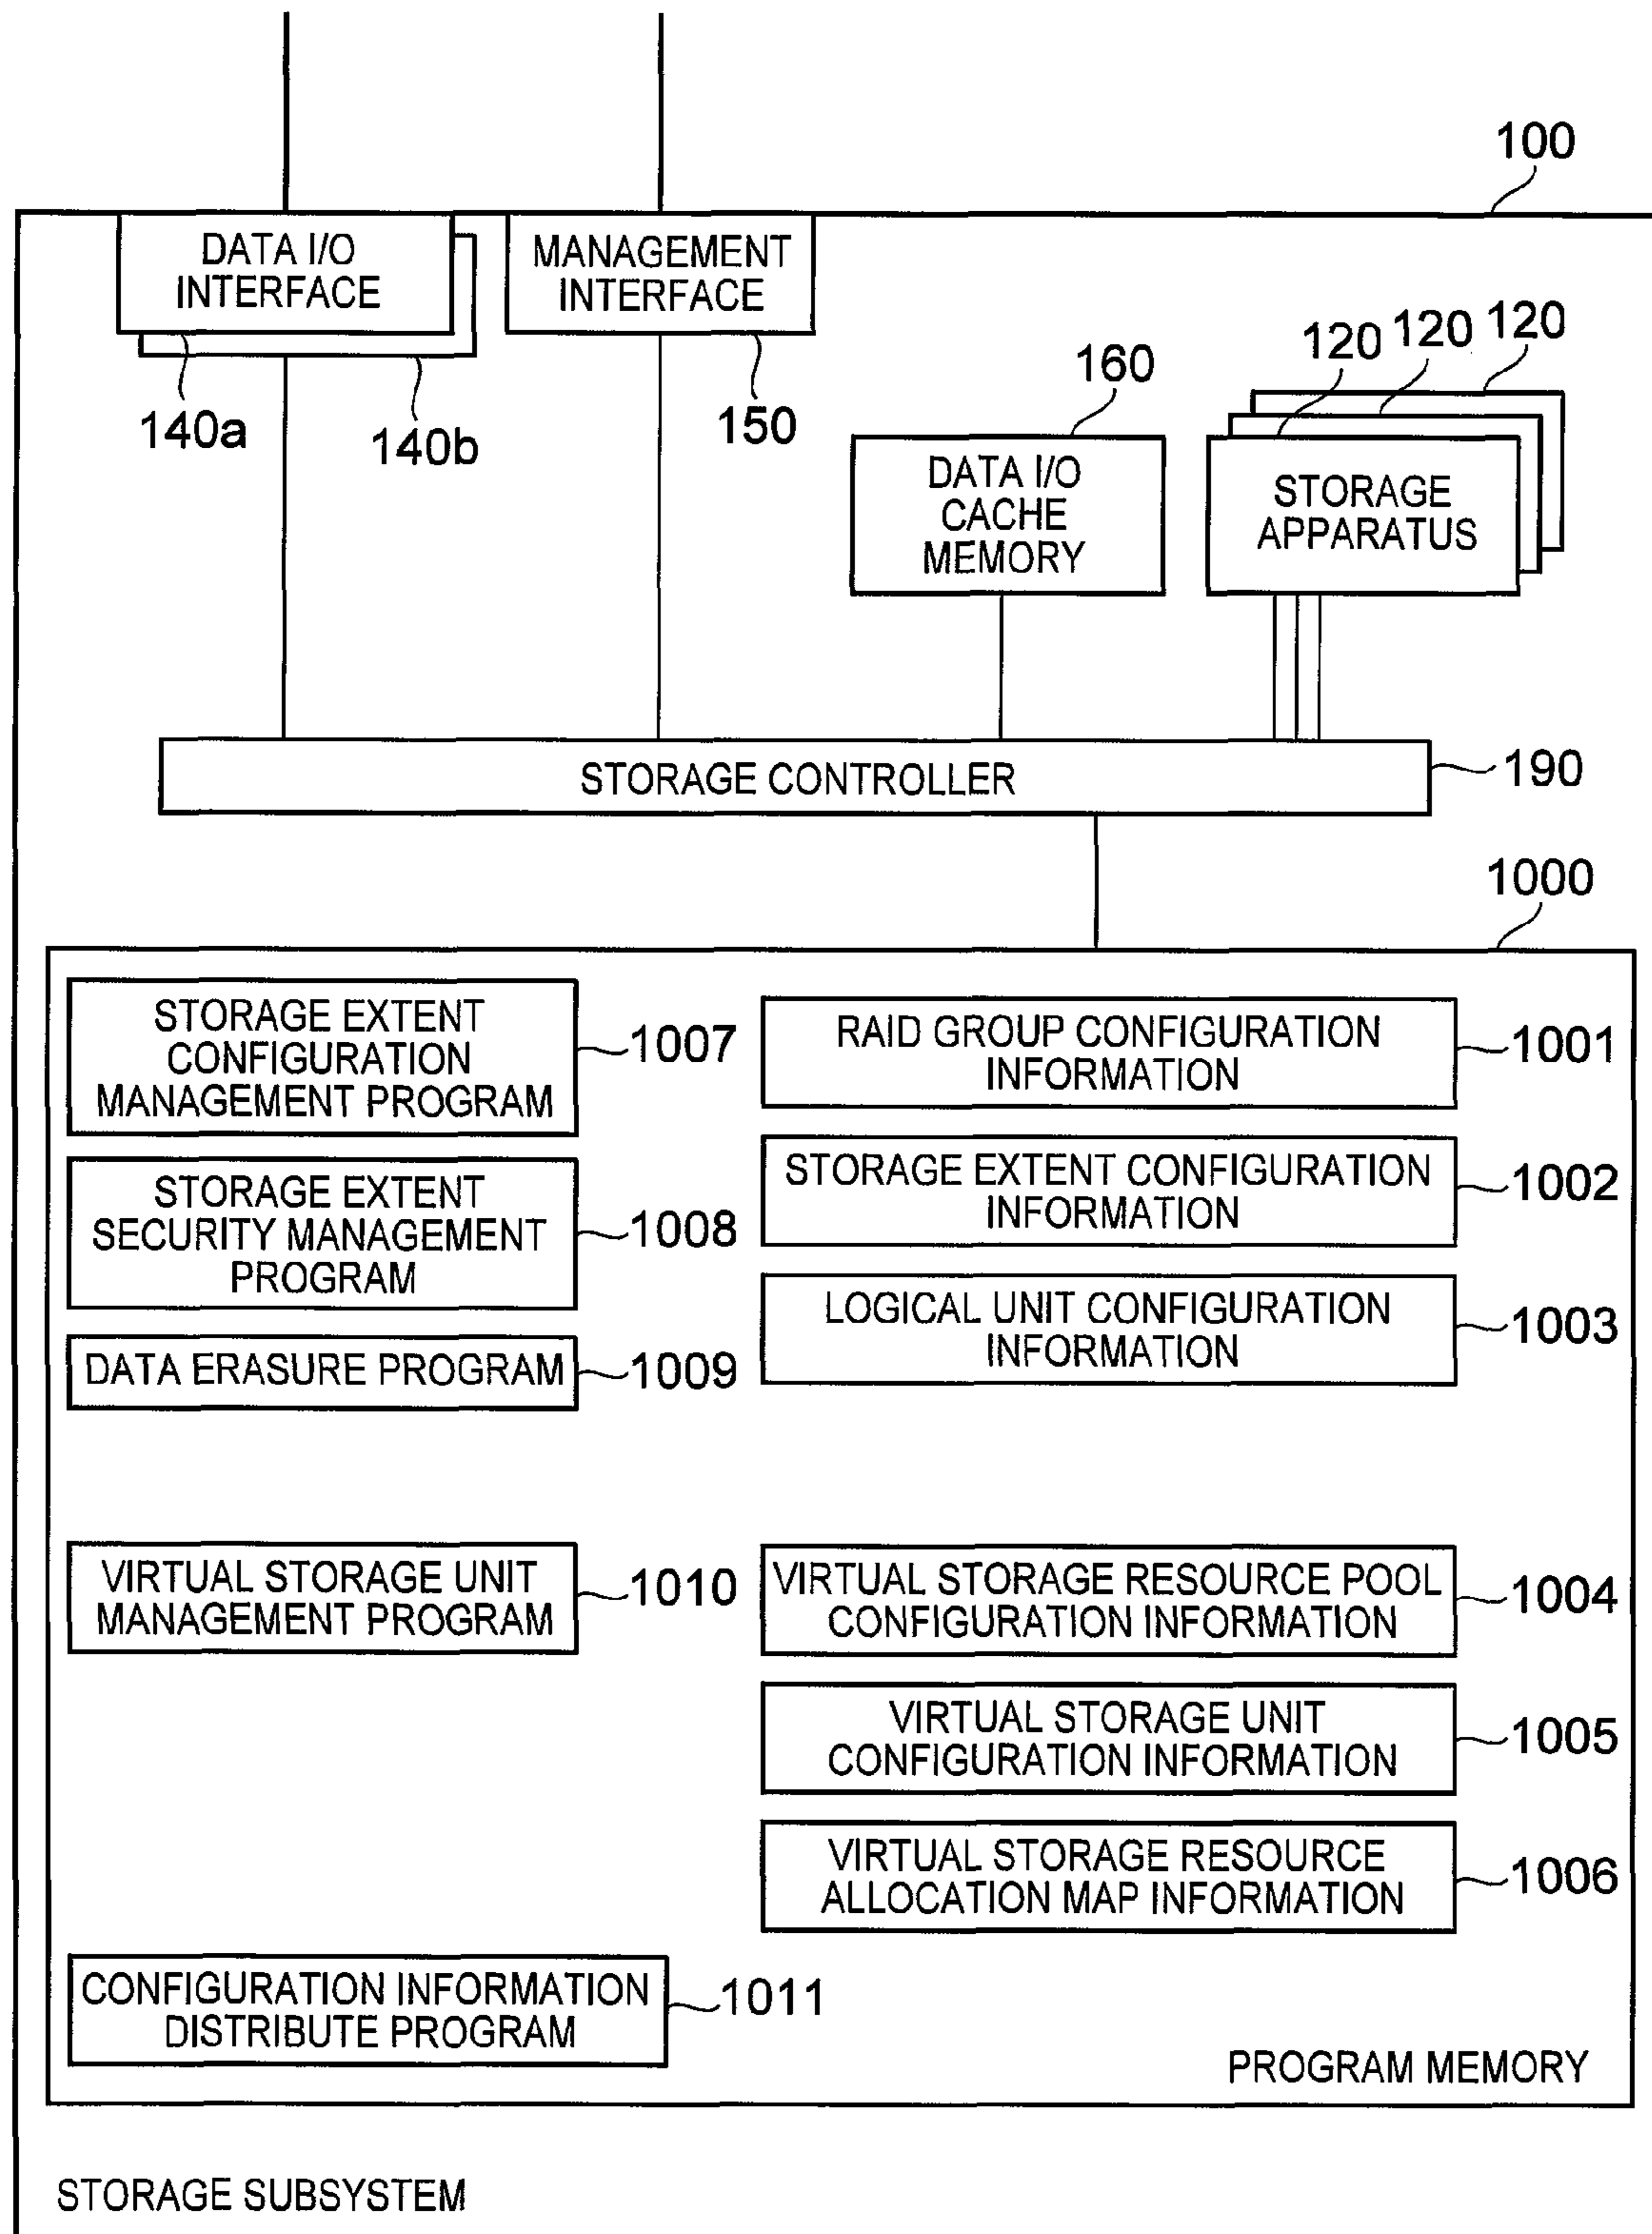 100
DATA I/O
INTERFACE
MANAGEMENT
INTERFACE
140a
140b
150
160
120
120
120
DATA I/O
CACHE
MEMORY
STORAGE
APPARATUS
STORAGE CONTROLLER
190
1000
STORAGE EXTENT
CONFIGURATION
MANAGEMENT PROGRAM
1007
RAID GROUP CONFIGURATION
INFORMATION
1001
STORAGE EXTENT
SECURITY MANAGEMENT
PROGRAM
1008
STORAGE EXTENT CONFIGURATION
INFORMATION
1002
DATA ERASURE PROGRAM
1009
LOGICAL UNIT CONFIGURATION
INFORMATION
1003
VIRTUAL STORAGE UNIT
MANAGEMENT PROGRAM
1010
VIRTUAL STORAGE RESOURCE POOL
CONFIGURATION INFORMATION
1004
VIRTUAL STORAGE UNIT
CONFIGURATION INFORMATION
1005
VIRTUAL STORAGE RESOURCE
ALLOCATION MAP INFORMATION
1006
CONFIGURATION INFORMATION
DISTRIBUTE PROGRAM
1011
PROGRAM MEMORY
STORAGE SUBSYSTEM